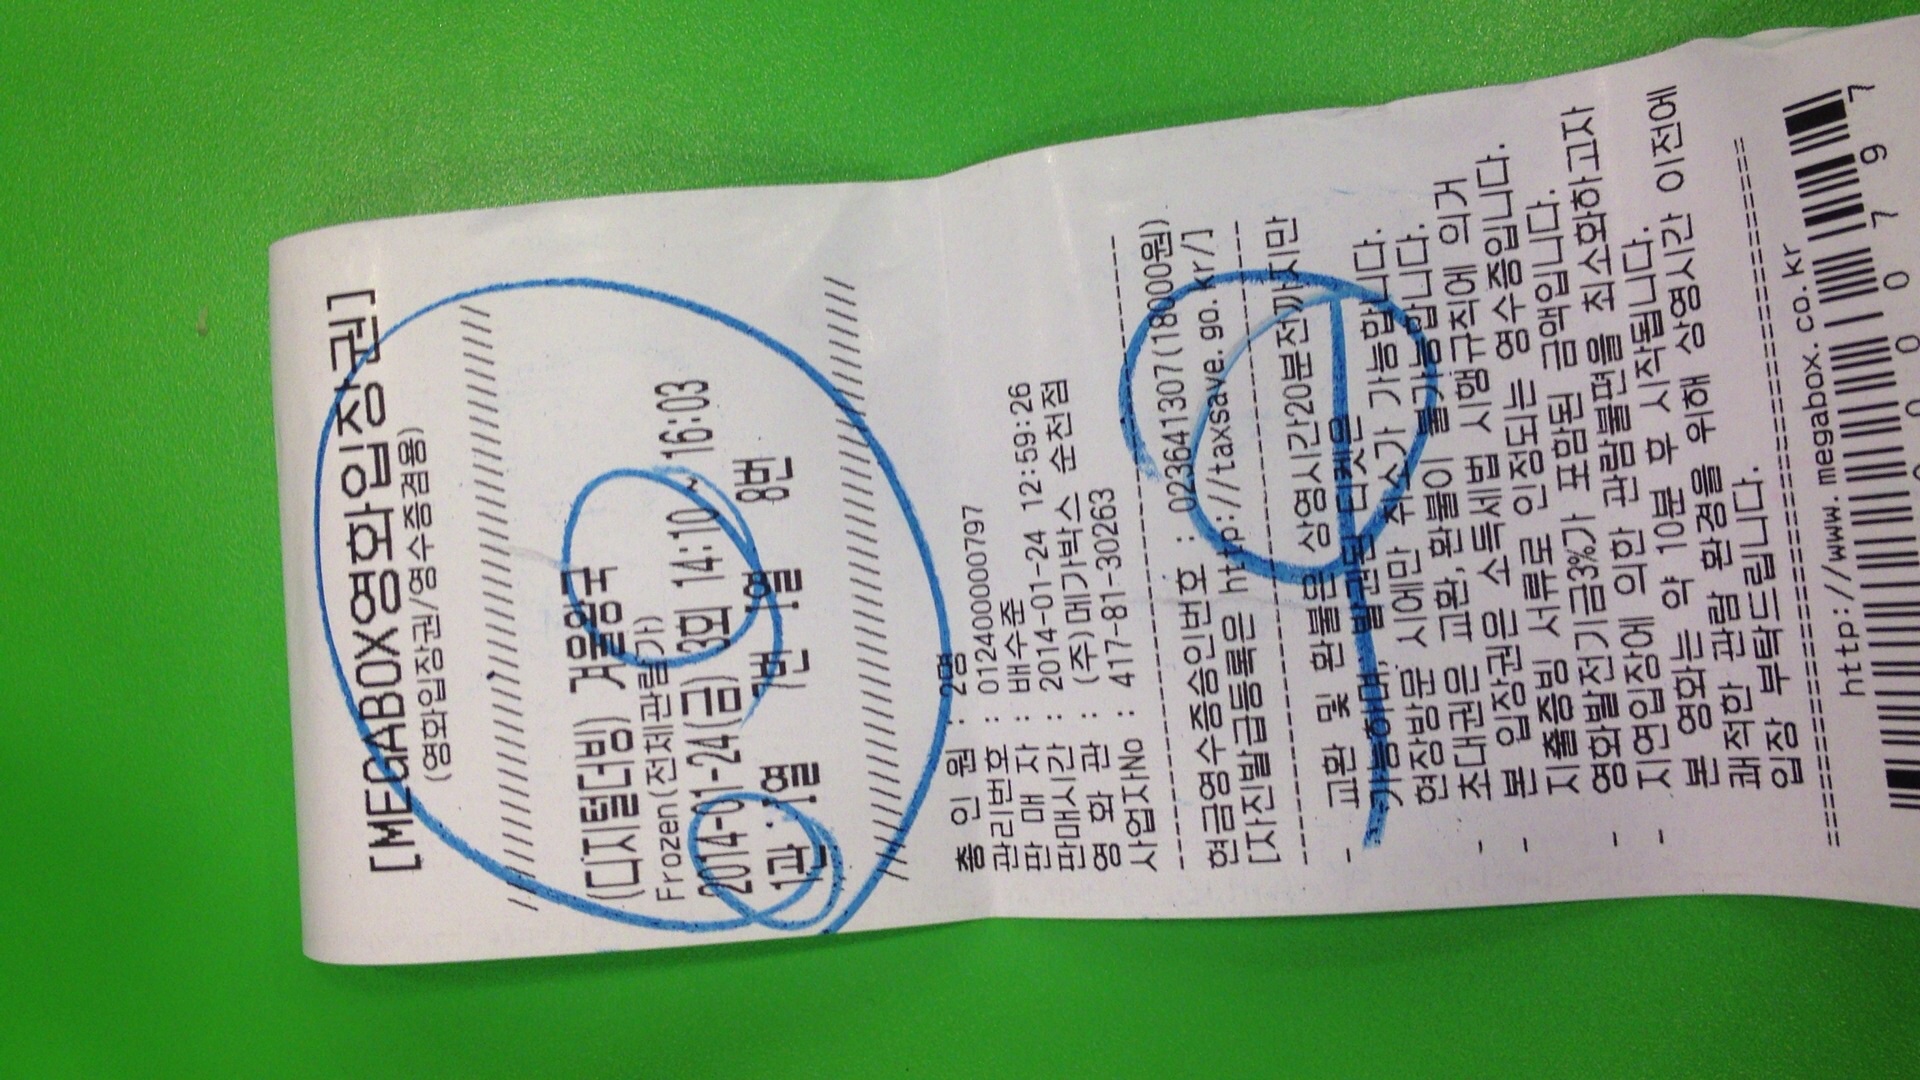 [MEGABOX영화입장권]
(영화입장권/영수증겸용)
(디지털더빙) 겨울왕국
Frozen(전체관람가)
2014-01-24(금) 3회 14:10 ~ 16:03
1관 I열 7번 I열 8번
총 인 원 : 2명
관리번호 : 01240000000797
판 매 자 : 배수준
판매시간 : 2014-01-24 12:59:26
영 화 관 : (주)메가박스 순천점
사업자No : 417-81-30263
현금영수증승인번호 : 023641307(18000원)
[자진발급등록은 http://taxsave.go.kr/]
- 교환 및 환불은 상영시간20분전까지만
가능하며, 발권된 티켓은
현장방문 시에만 취소가 가능합니다.
초대권은 교환,환불이 불가능합니다.
- 본 입장권은 소득세법 시행규칙에 의거
- 지출증빙 서류로 인정되는 영수증입니다.
영화발전기금3%가 포함된 금액입니다.
- 지연입장에 의한 관람불편을 최소화하고자
- 본 영화는 약 10분 후 시작됩니다.
쾌적한 관람 환경을 위해 상영시간 이전에
입장 부탁드립니다.
http://www.megabox.co.kr